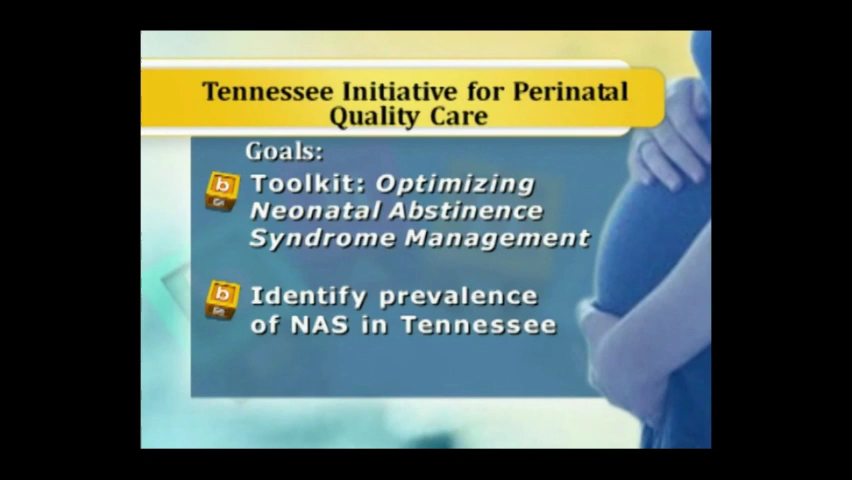 Tennessee Initiative for Perinatal
Quality Care
Goals:
b Toolkit: Optimizing
Neonatal Abstinence
Syndrome Management
b Identify prevalence
of NAS in Tennessee